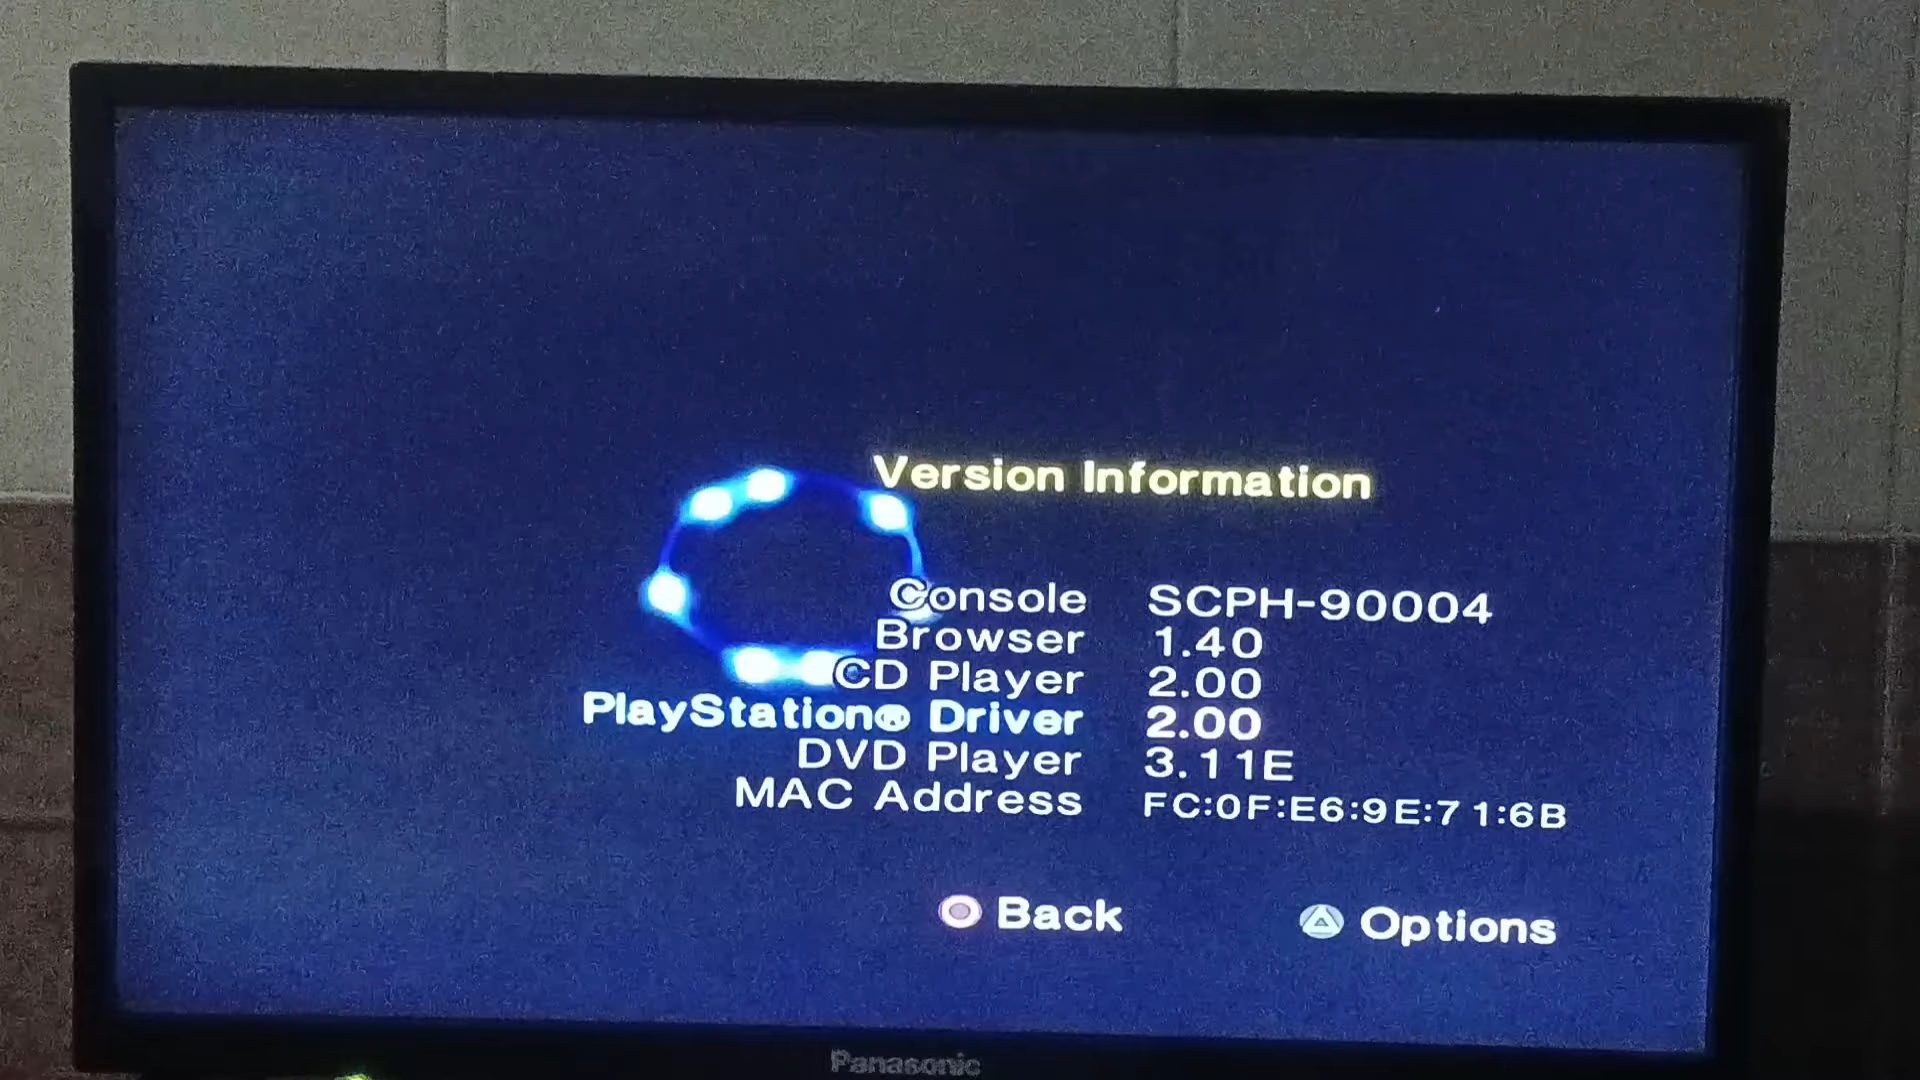 Version Information
Console SCPH-90004
Browser 1.40
CD Player 2.00
PlayStation® Driver 2.00
DVD Player 3.11E
MAC Address FC:0F:E6:9E:71:6B
Back Options
Panasonic